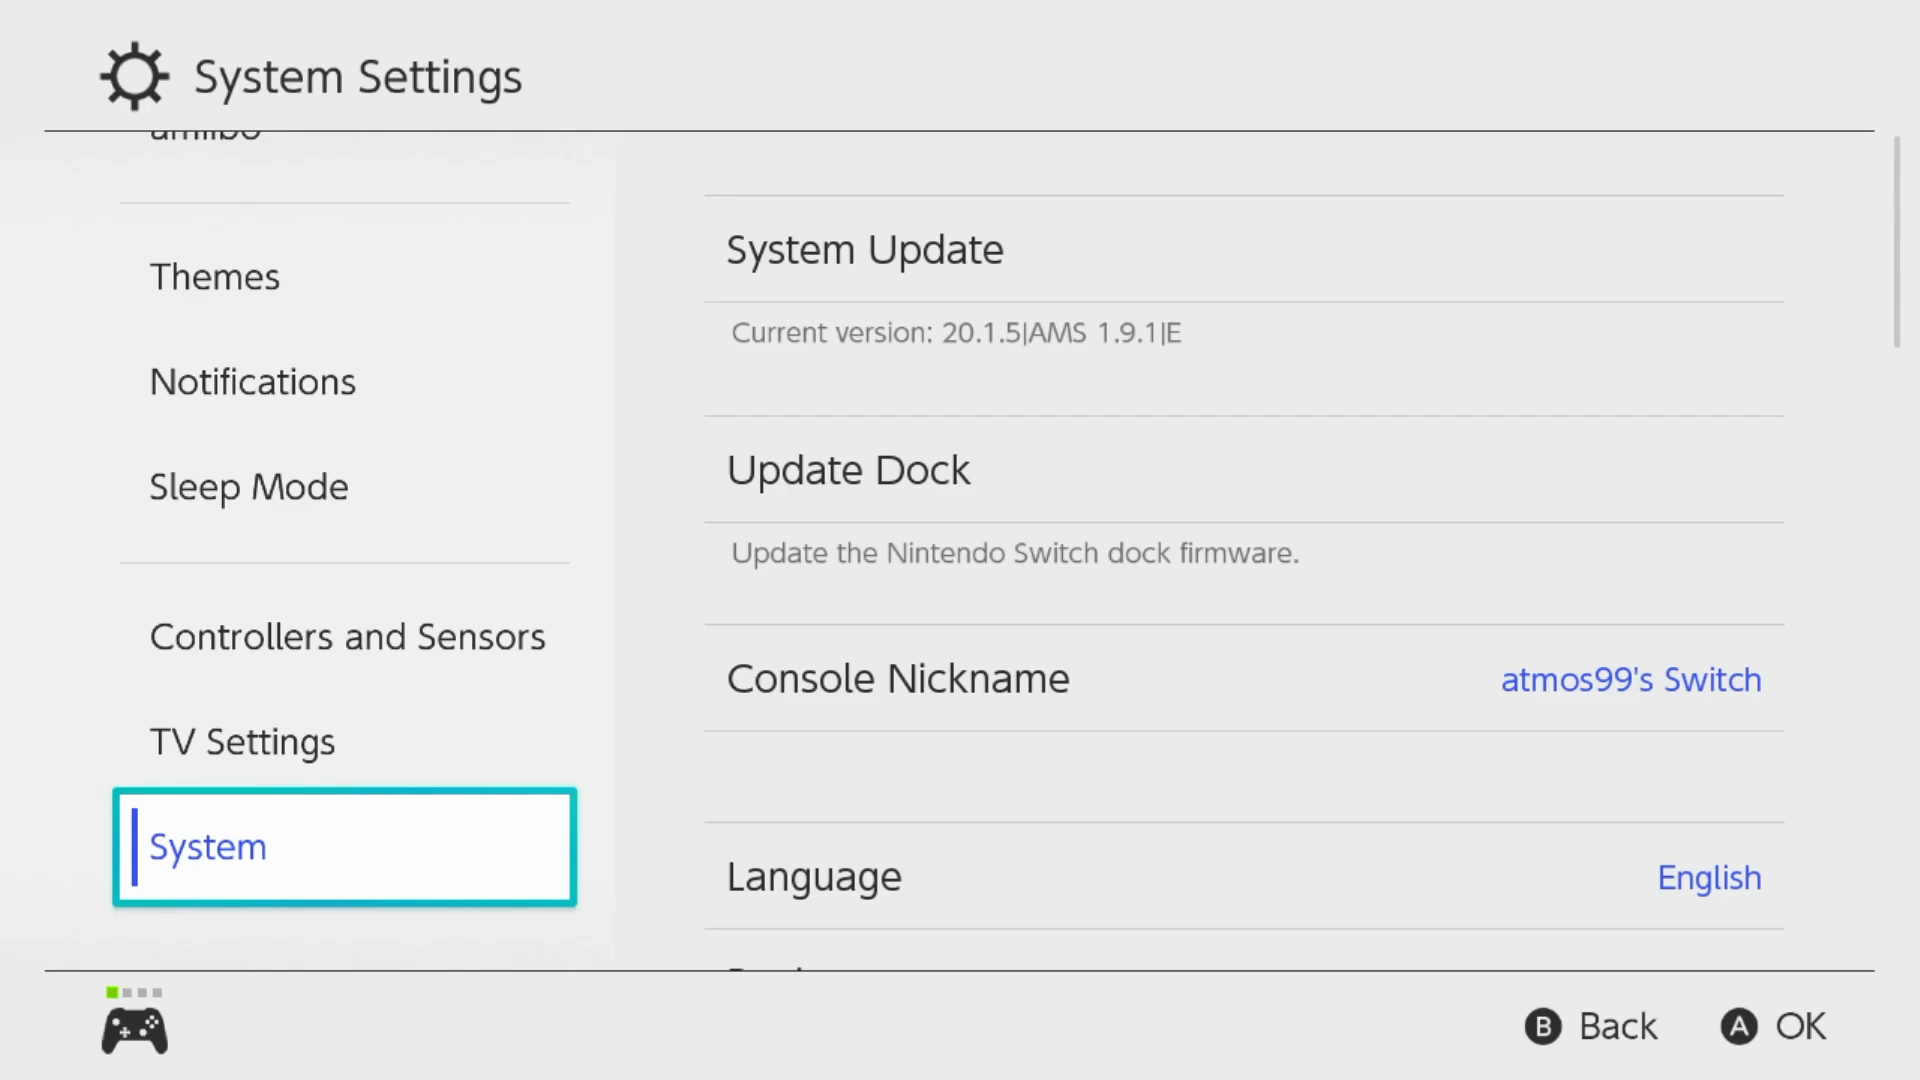 System Settings
amiibo
Themes
Notifications
Sleep Mode
Controllers and Sensors
TV Settings
System
System Update
Current version: 20.1.5|AMS 1.9.1|E
Update Dock
Update the Nintendo Switch dock firmware.
Console Nickname
atmos99's Switch
Language
English
B Back
A OK